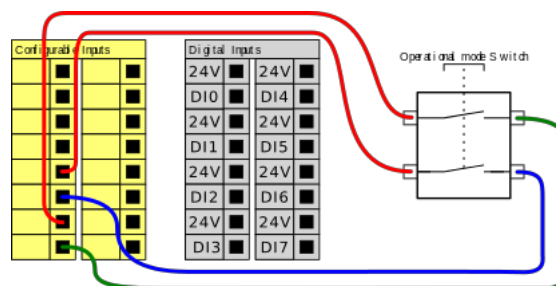 Configurable Inputs
Digital Inputs
Operational mode Switch
24V 24V
DI0 DI4
24V 24V
DI1 DI5
24V 24V
DI2 DI6
24V 24V
DI3 DI7